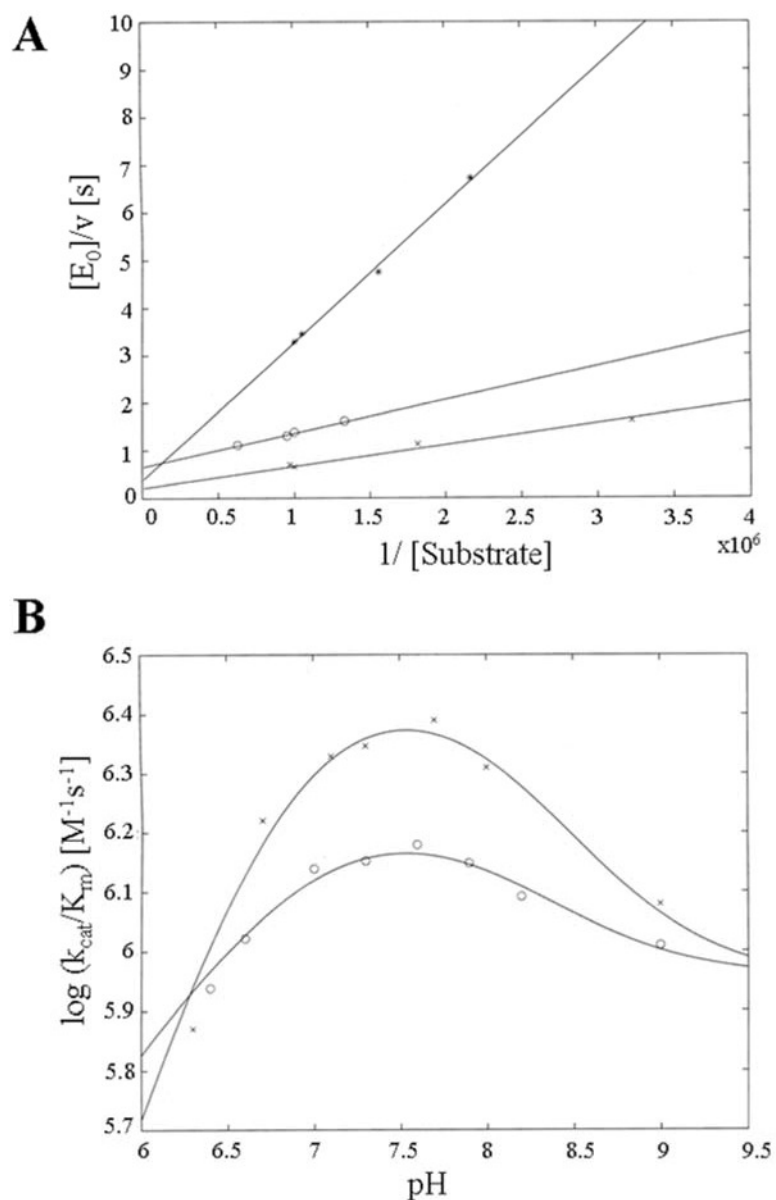 A
10
9
8
7
6
5
4
3
2
1
0
[E0]/v [s]
0 0.5 1 1.5 2 2.5 3 3.5 4
x10^6
1/ [Substrate]
B
6.5
6.4
6.3
6.2
6.1
6
5.9
5.8
5.7
log (kcat/Km) [M^-1s^-1]
6 6.5 7 7.5 8 8.5 9 9.5
pH